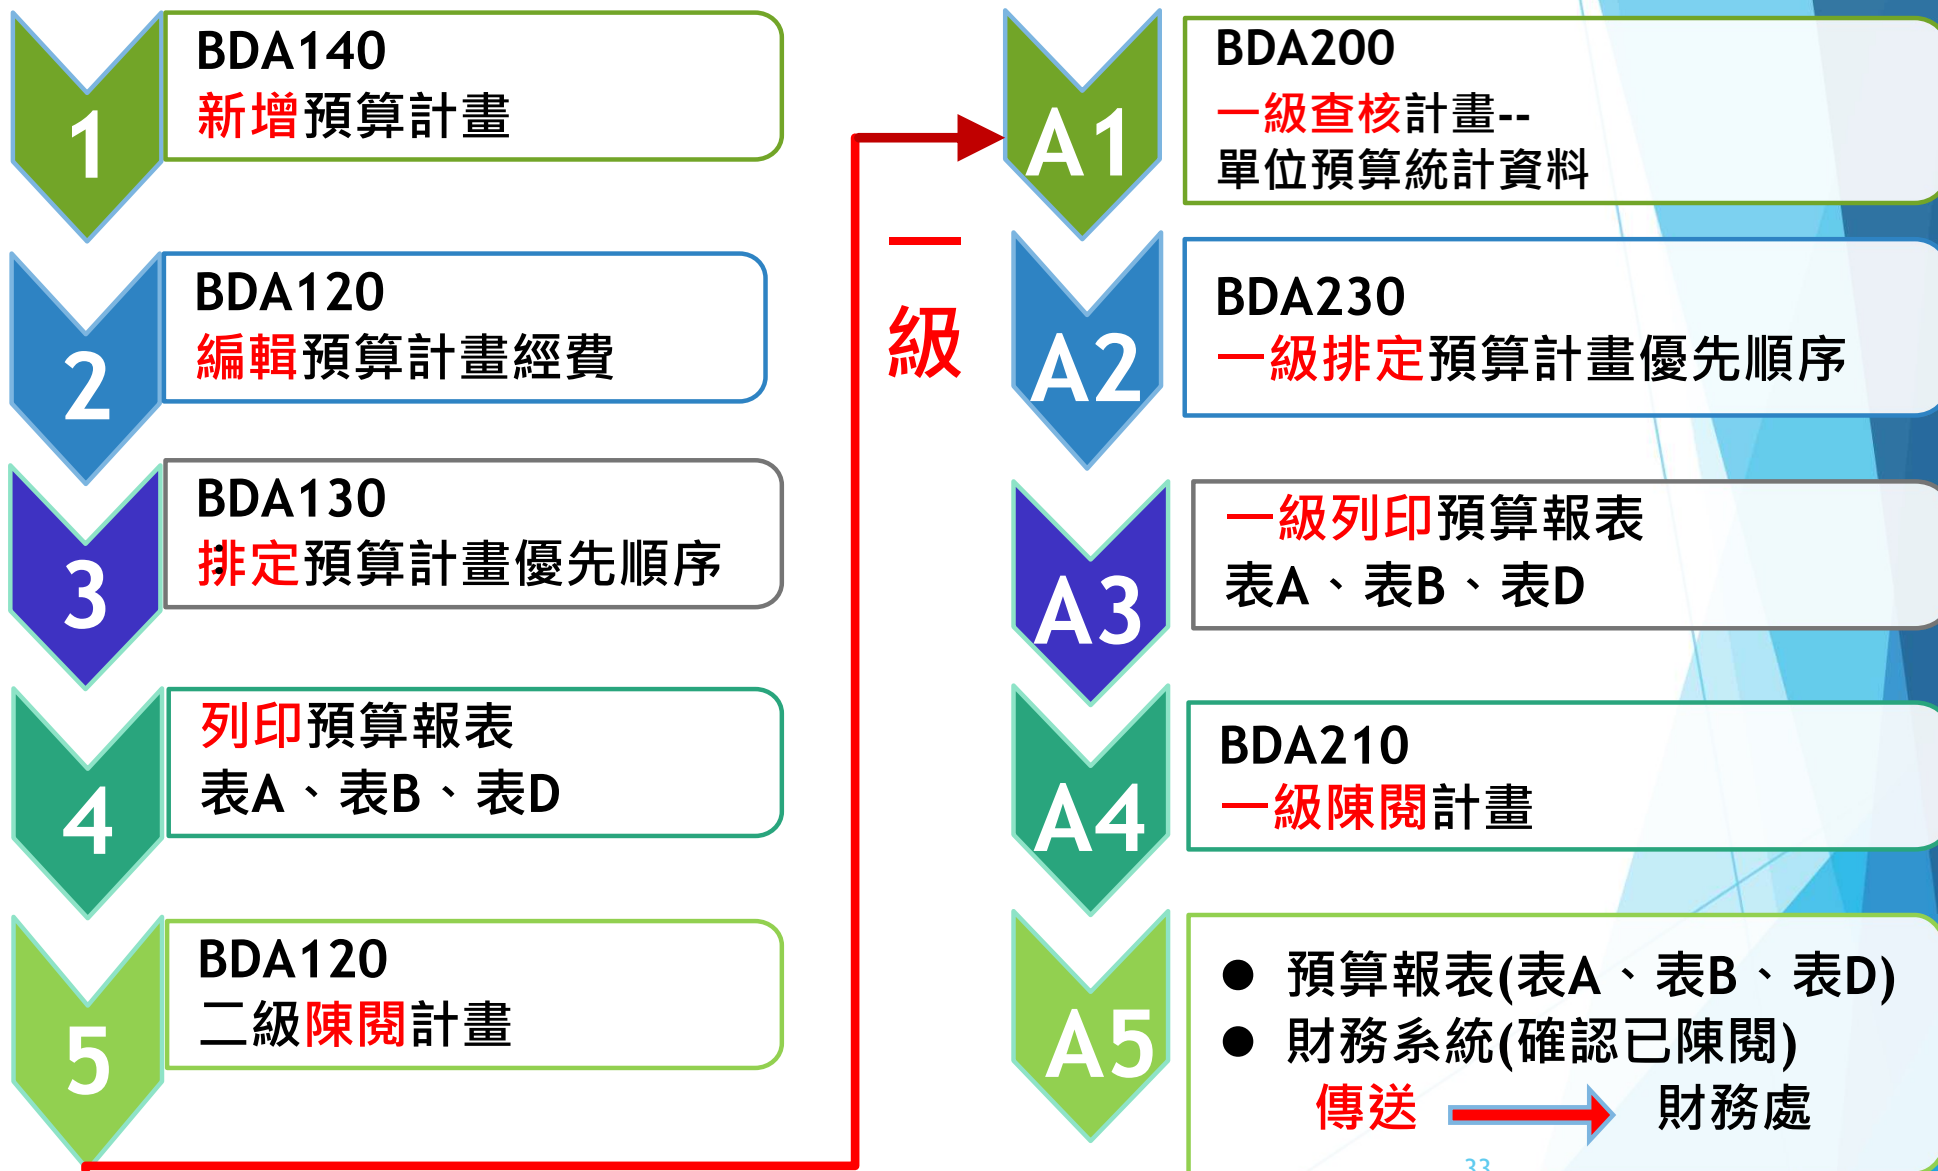 1
BDA140
新增預算計畫
2
BDA120
編輯預算計畫經費
3
BDA130
排定預算計畫優先順序
4
列印預算報表
表A、表B、表D
5
BDA120
二級陳閱計畫
一
級
A1
BDA200
一級查核計畫--
單位預算統計資料
A2
BDA230
一級排定預算計畫優先順序
A3
一級列印預算報表
表A、表B、表D
A4
BDA210
一級陳閱計畫
A5
● 預算報表(表A、表B、表D)
● 財務系統(確認已陳閱)
傳送 財務處
33